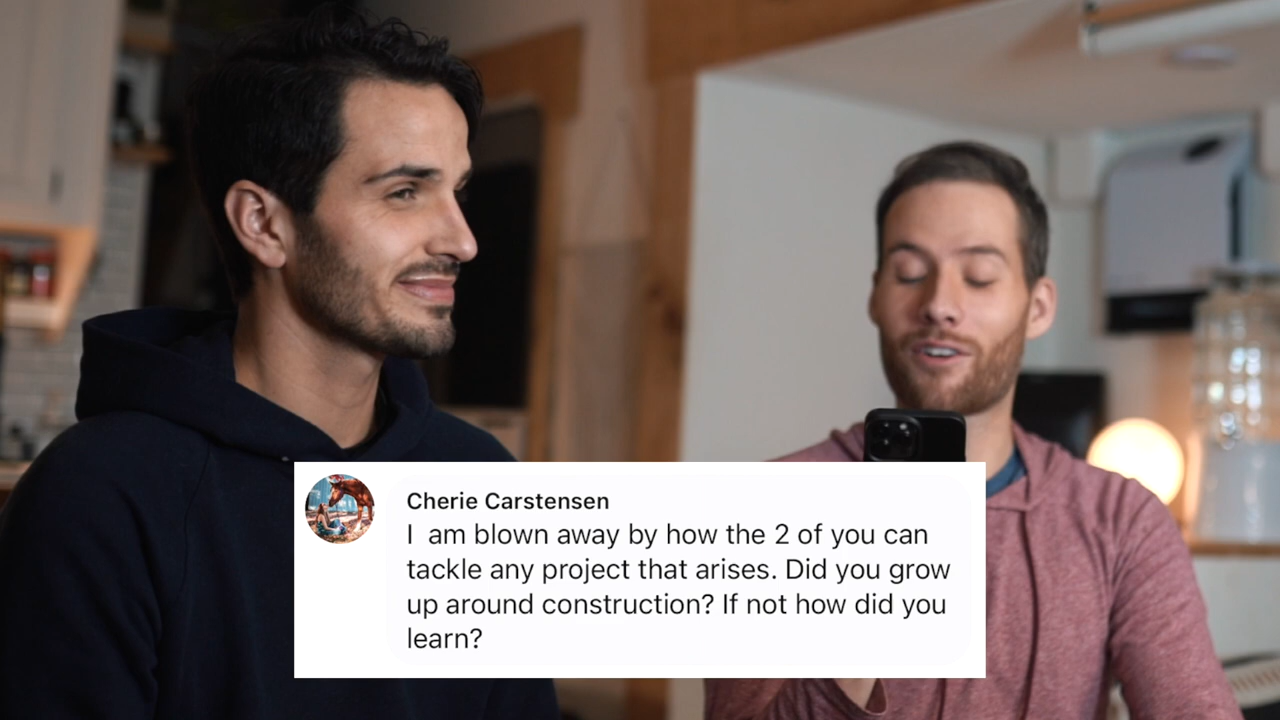 Cherie Carstensen
I am blown away by how the 2 of you can
tackle any project that arises. Did you grow
up around construction? If not how did you
learn?